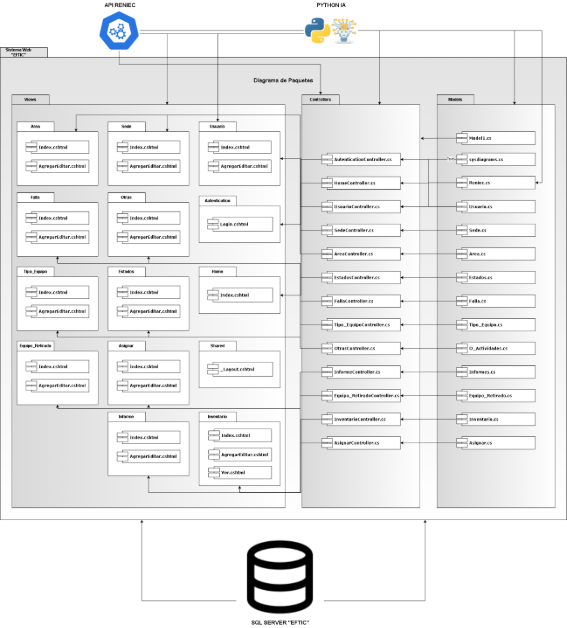 API RENIEC
PYTHON IA
Sistema Web
"EFTIC"
Diagrama de Paquetes
Views
Controllers
Models
Area
Index.cshtml
AgregarEditar.cshtml
Sede
Index.cshtml
AgregarEditar.cshtml
Usuario
Index.cshtml
AgregarEditar.cshtml
Falla
Index.cshtml
AgregarEditar.cshtml
Otras
Index.cshtml
AgregarEditar.cshtml
Autentication
Login.cshtml
Tipo_Equipo
Index.cshtml
AgregarEditar.cshtml
Estados
Index.cshtml
AgregarEditar.cshtml
Home
Index.cshtml
Equipo_Retirado
Index.cshtml
AgregarEditar.cshtml
Asignar
Index.cshtml
AgregarEditar.cshtml
Shared
_Layout.cshtml
Informe
Index.cshtml
AgregarEditar.cshtml
Inventario
Index.cshtml
AgregarEditar.cshtml
Ver.cshtml
AutenticationController.cs
HomeController.cs
UsuarioController.cs
SedeController.cs
AreaController.cs
EstadosController.cs
FallaController.cs
Tipo_EquipoController.cs
OtrasController.cs
InformeController.cs
Equipo_RetiradoController.cs
InventarioController.cs
AsignarController.cs
Model1.cs
sysdiagrams.cs
Reniec.cs
Usuario.cs
Sede.cs
Area.cs
Estados.cs
Falla.cs
Tipo_Equipo.cs
O_Actividades.cs
Informes.cs
Equipo_Retirado.cs
Inventario.cs
Asignar.cs
SQL SERVER "EFTIC"